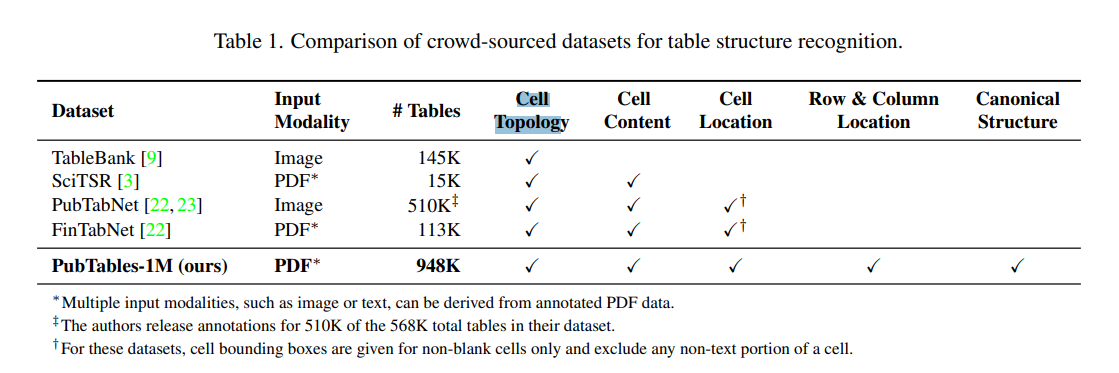 Table 1. Comparison of crowd-sourced datasets for table structure recognition.
Dataset Input Modality # Tables Cell Topology Cell Content Cell Location Row & Column Location Canonical Structure
TableBank [9] Image 145K ✓
SciTSR [3] PDF* 15K ✓ ✓
PubTabNet [22, 23] Image 510K‡ ✓ ✓ ✓†
FinTabNet [22] PDF* 113K ✓ ✓ ✓†
PubTables-1M (ours) PDF* 948K ✓ ✓ ✓ ✓ ✓
*Multiple input modalities, such as image or text, can be derived from annotated PDF data.
‡The authors release annotations for 510K of the 568K total tables in their dataset.
†For these datasets, cell bounding boxes are given for non-blank cells only and exclude any non-text portion of a cell.